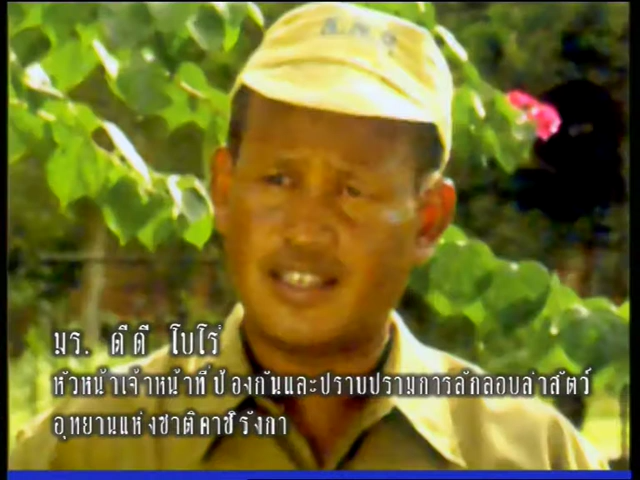 มร. ดีดี โบโร่
หัวหน้าเจ้าหน้าที่ป้องกันและปราบปรามการลักลอบล่าสัตว์
อุทยานแห่งชาติคาซิรังกา